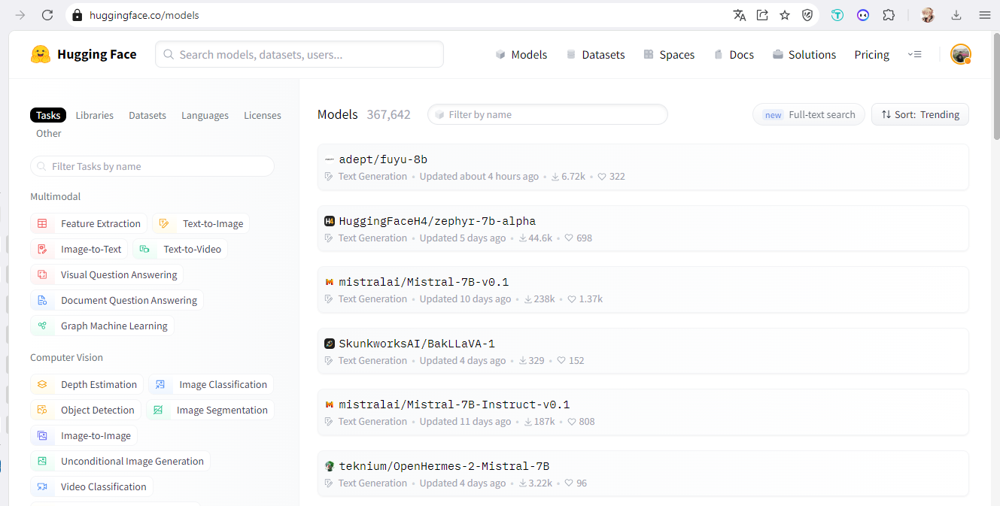 huggingface.co/models
Hugging Face
Search models, datasets, users...
Models Datasets Spaces Docs Solutions Pricing
Tasks Libraries Datasets Languages Licenses
Other
Filter Tasks by name
Multimodal
Feature Extraction Text-to-Image
Image-to-Text Text-to-Video
Visual Question Answering
Document Question Answering
Graph Machine Learning
Computer Vision
Depth Estimation Image Classification
Object Detection Image Segmentation
Image-to-Image
Unconditional Image Generation
Video Classification
Models 367,642 Filter by name new Full-text search Sort: Trending
adept/fuyu-8b
Text Generation • Updated about 4 hours ago • 6.72k • 322
H4 HuggingFaceH4/zephyr-7b-alpha
Text Generation • Updated 5 days ago • 44.6k • 698
mistralai/Mistral-7B-v0.1
Text Generation • Updated 10 days ago • 238k • 1.37k
SkunkworksAI/BakLLaVA-1
Text Generation • Updated 4 days ago • 329 • 152
mistralai/Mistral-7B-Instruct-v0.1
Text Generation • Updated 11 days ago • 187k • 808
teknium/OpenHermes-2-Mistral-7B
Text Generation • Updated 4 days ago • 3.22k • 96